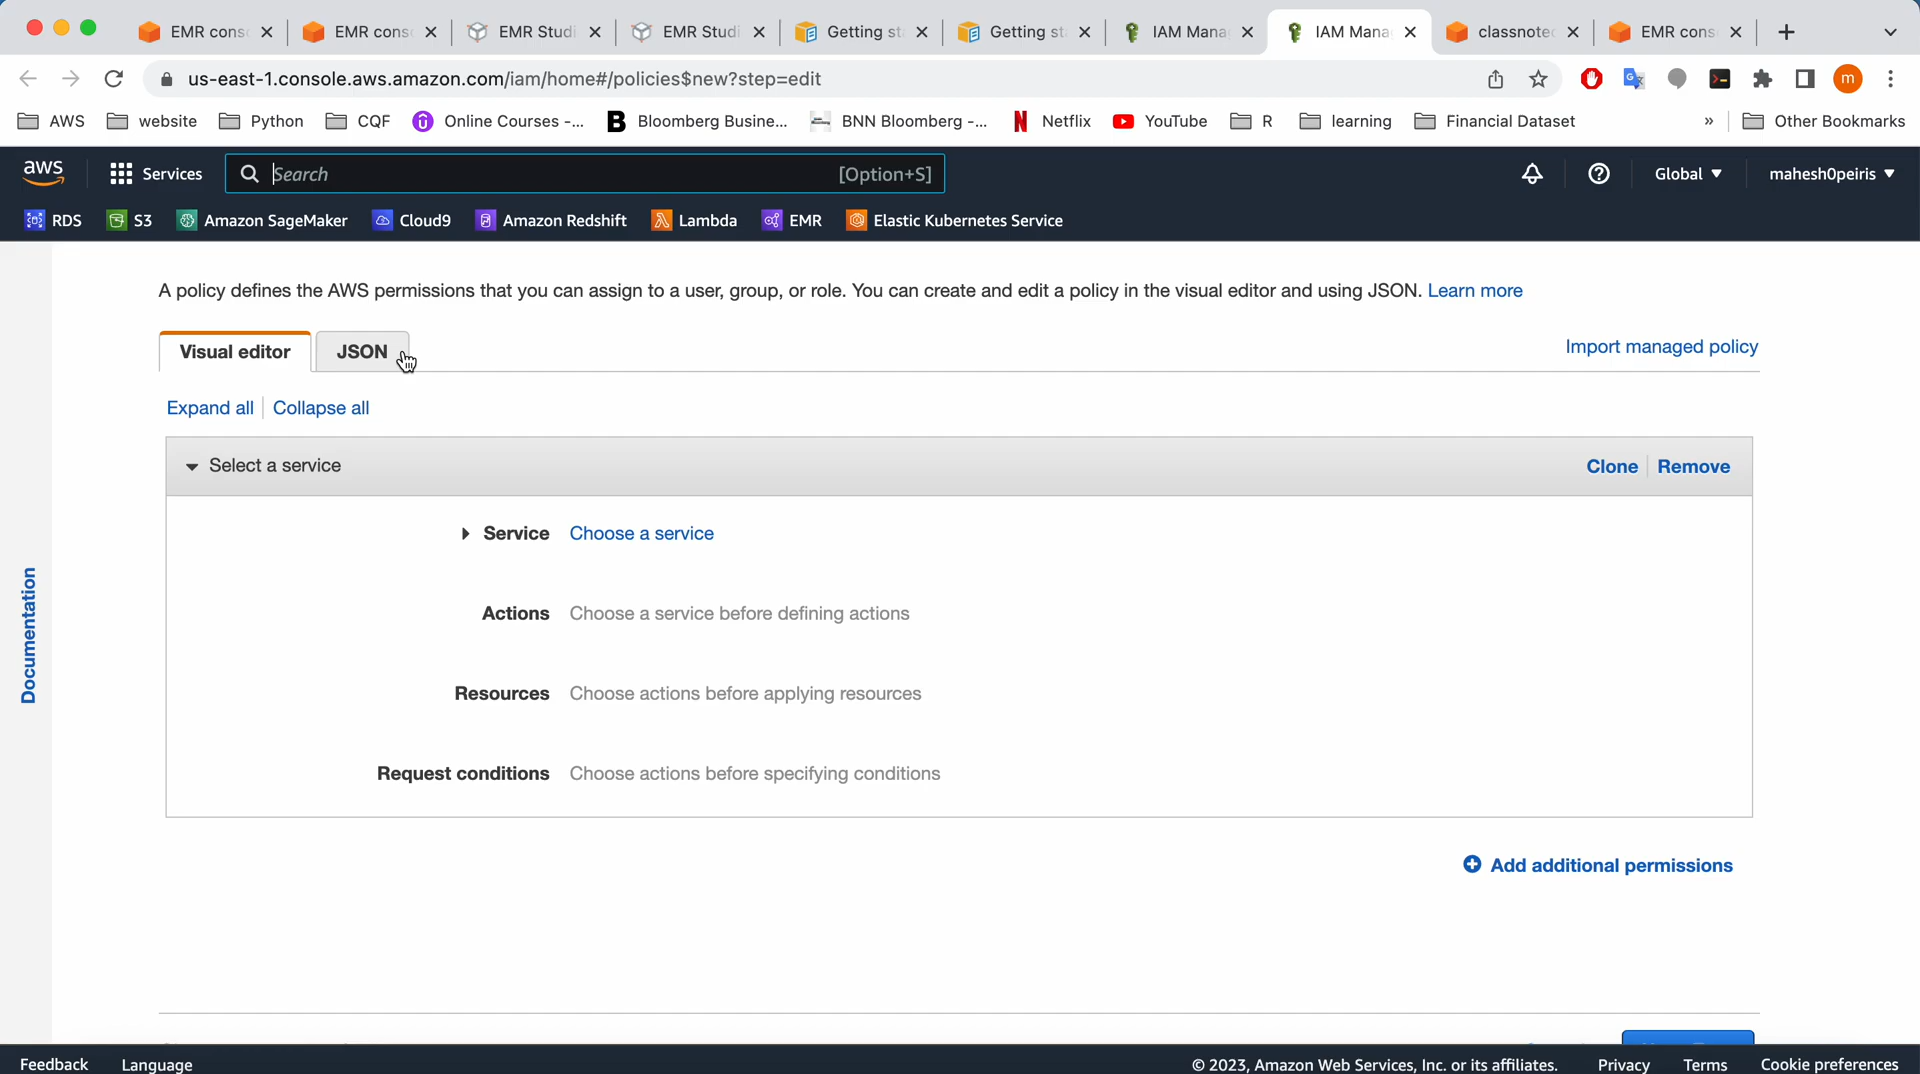 EMR cons
EMR cons
EMR Studi
EMR Studi
Getting st
Getting st
IAM Mana
IAM Mana
classnote
EMR cons
us-east-1.console.aws.amazon.com/iam/home#/policies$new?step=edit
m
AWS
website
Python
CQF
Online Courses -...
B
Bloomberg Busine...
BNN Bloomberg -...
N
Netflix
YouTube
R
learning
Financial Dataset
»
Other Bookmarks
aws
Services
Search
[Option+S]
Global
mahesh0peiris
RDS
S3
Amazon SageMaker
Cloud9
Amazon Redshift
Lambda
EMR
Elastic Kubernetes Service
A policy defines the AWS permissions that you can assign to a user, group, or role. You can create and edit a policy in the visual editor and using JSON. Learn more
Visual editor
JSON
Import managed policy
Expand all
Collapse all
Select a service
Clone
Remove
Service
Choose a service
Actions
Choose a service before defining actions
Resources
Choose actions before applying resources
Request conditions
Choose actions before specifying conditions
Documentation
Add additional permissions
Feedback
Language
© 2023, Amazon Web Services, Inc. or its affiliates.
Privacy
Terms
Cookie preferences